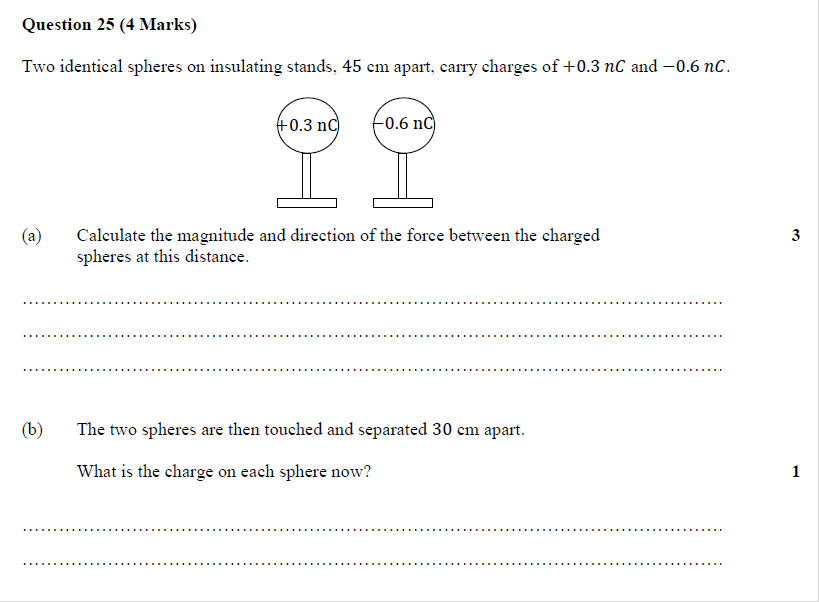 Question 25 (4 Marks)
Two identical spheres on insulating stands, 45 cm apart, carry charges of +0.3 nC and −0.6 nC.
+0.3 nC −0.6 nC
(a) Calculate the magnitude and direction of the force between the charged 3
spheres at this distance.
(b) The two spheres are then touched and separated 30 cm apart.
What is the charge on each sphere now? 1